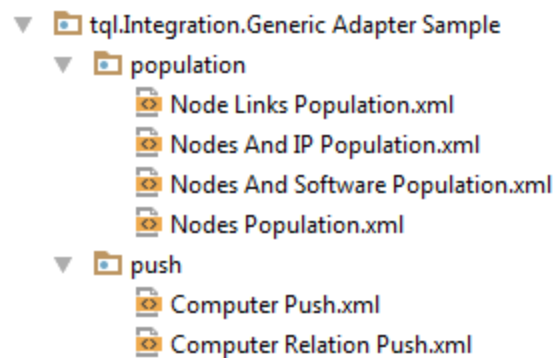 tql.Integration.Generic Adapter Sample
population
Node Links Population.xml
Nodes And IP Population.xml
Nodes And Software Population.xml
Nodes Population.xml
push
Computer Push.xml
Computer Relation Push.xml